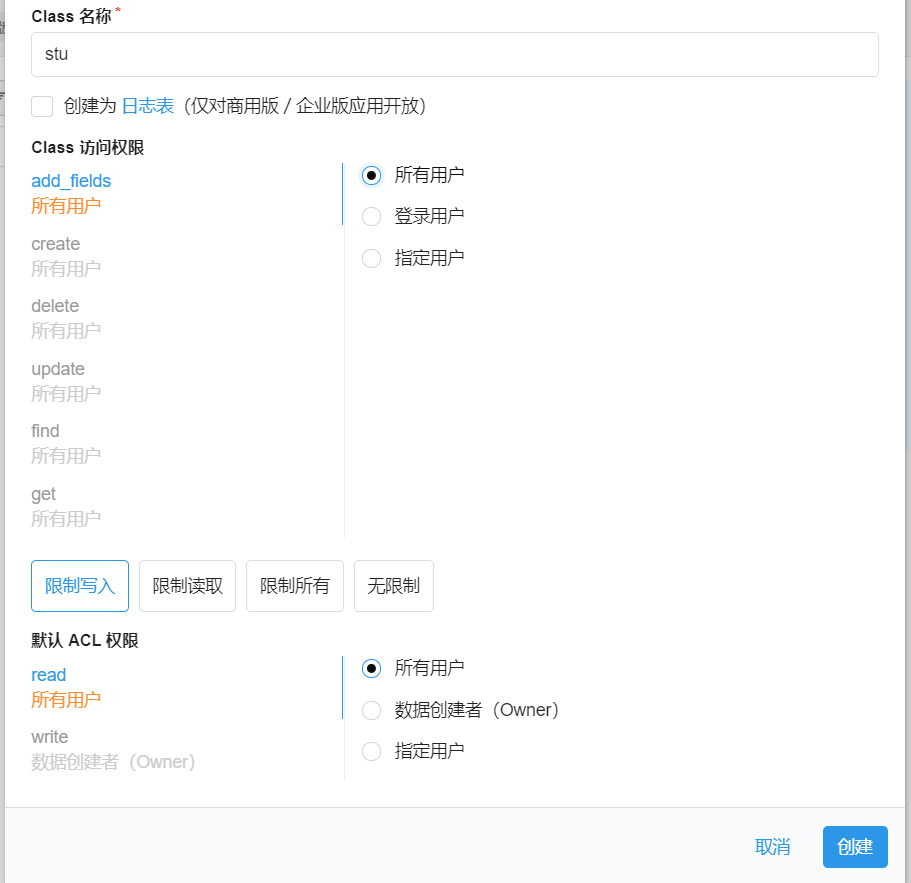 Class 名称*
stu
创建为 日志表（仅对商用版 / 企业版应用开放）
Class 访问权限
add_fields
所有用户
create
所有用户
delete
所有用户
update
所有用户
find
所有用户
get
所有用户
所有用户
登录用户
指定用户
限制写入 限制读取 限制所有 无限制
默认 ACL 权限
read
所有用户
write
数据创建者（Owner）
所有用户
数据创建者（Owner）
指定用户
取消 创建